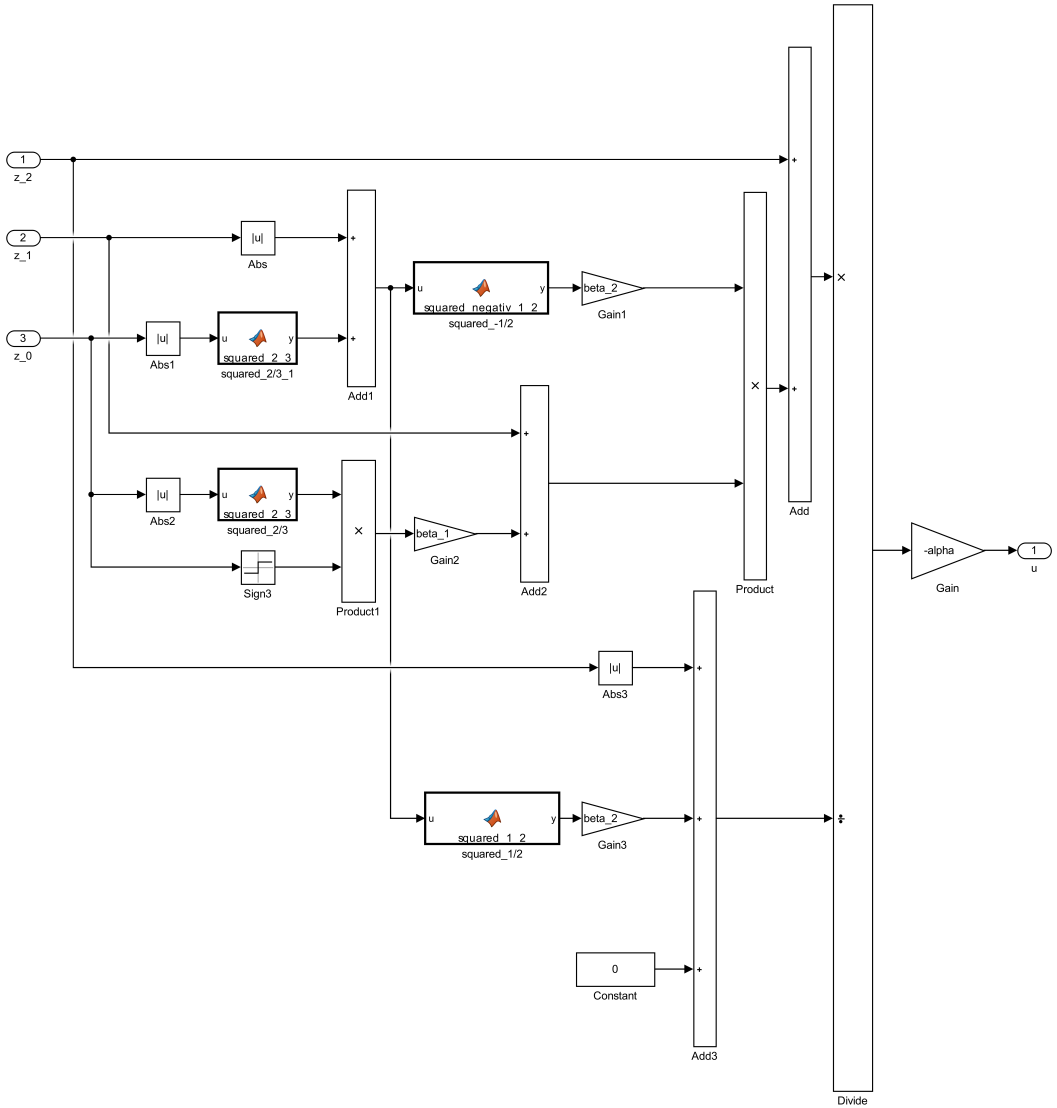 1
z_2
2
z_1
3
z_0
|u|
Abs
|u|
Abs1
u
y
squared_2_3
squared_2/3_1
+
+
Add1
u
y
squared_negativ_1_2
squared_-1/2
beta_2
Gain1
|u|
Abs2
u
y
squared_2_3
squared_2/3
Sign3
×
Product1
beta_1
Gain2
+
+
Add2
×
Product
+
+
Add
|u|
Abs3
u
y
squared_1_2
squared_1/2
beta_2
Gain3
0
Constant
+
+
+
Add3
×
÷
Divide
-alpha
Gain
1
u